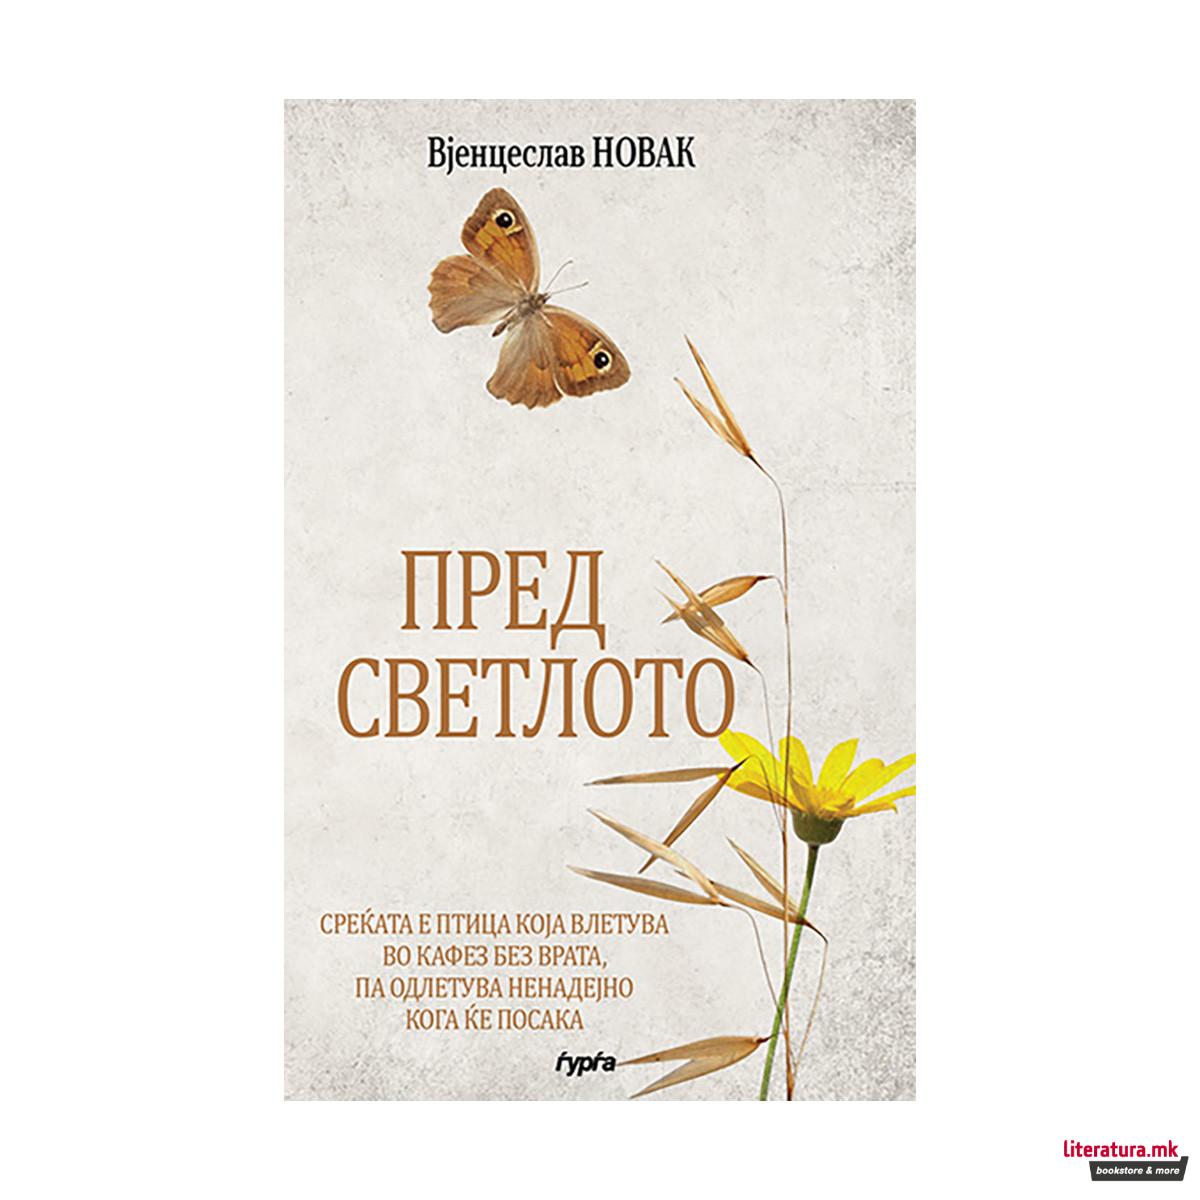 Вјенцеслав НОВАК
ПРЕД
СВЕТЛОТО
СРЕЌАТА Е ПТИЦА КОЈА ВЛЕТУВА
ВО КАФЕЗ БЕЗ ВРАТА,
ПА ОДЛЕТУВА НЕНАДЕЈНО
КОГА ЌЕ ПОСАКА
ѓурѓа
literatura.mk
bookstore & more